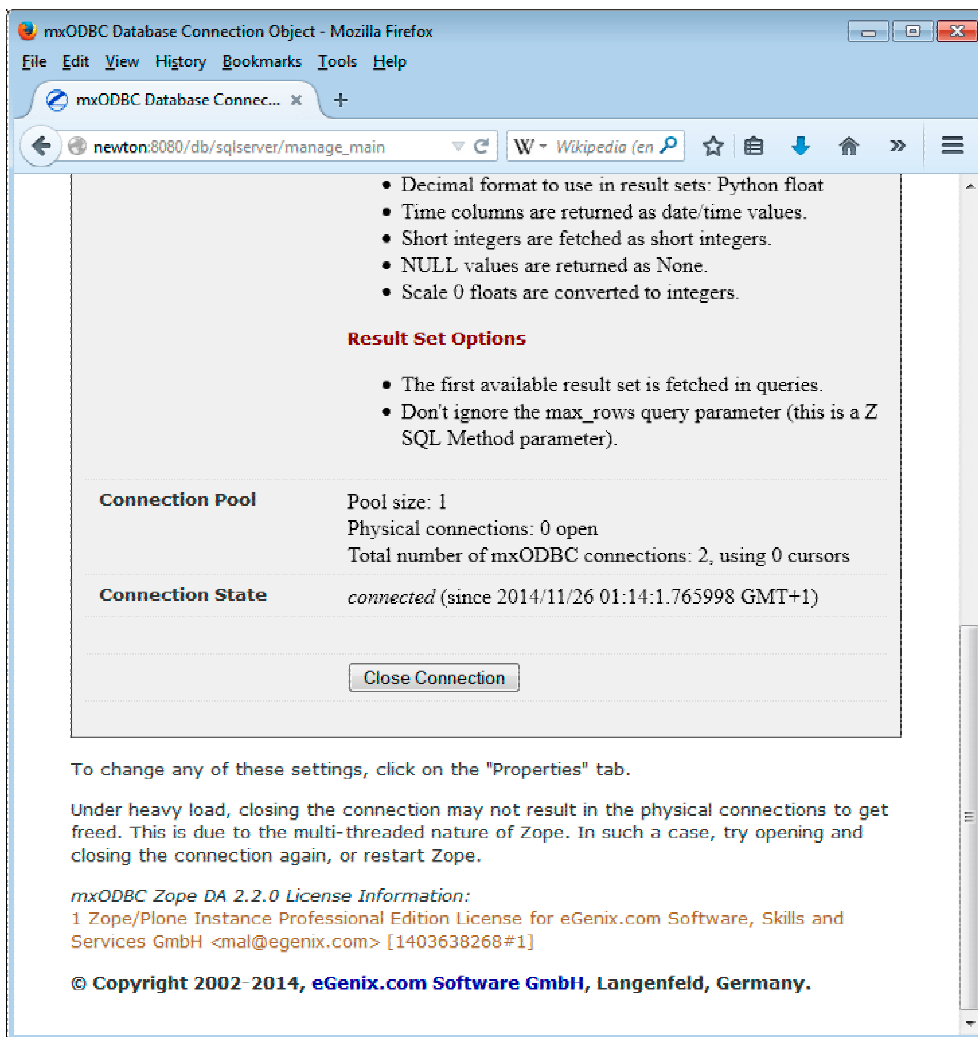 mxODBC Database Connection Object - Mozilla Firefox
File Edit View History Bookmarks Tools Help
mxODBC Database Connec... × +
newton:8080/db/sqlserver/manage_main
W Wikipedia (en
• Decimal format to use in result sets: Python float
• Time columns are returned as date/time values.
• Short integers are fetched as short integers.
• NULL values are returned as None.
• Scale 0 floats are converted to integers.
Result Set Options
• The first available result set is fetched in queries.
• Don't ignore the max_rows query parameter (this is a Z
SQL Method parameter).
Connection Pool
Pool size: 1
Physical connections: 0 open
Total number of mxODBC connections: 2, using 0 cursors
Connection State
connected (since 2014/11/26 01:14:1.765998 GMT+1)
Close Connection
To change any of these settings, click on the "Properties" tab.
Under heavy load, closing the connection may not result in the physical connections to get
freed. This is due to the multi-threaded nature of Zope. In such a case, try opening and
closing the connection again, or restart Zope.
mxODBC Zope DA 2.2.0 License Information:
1 Zope/Plone Instance Professional Edition License for eGenix.com Software, Skills and
Services GmbH <mal@egenix.com> [1403638268#1]
© Copyright 2002-2014, eGenix.com Software GmbH, Langenfeld, Germany.